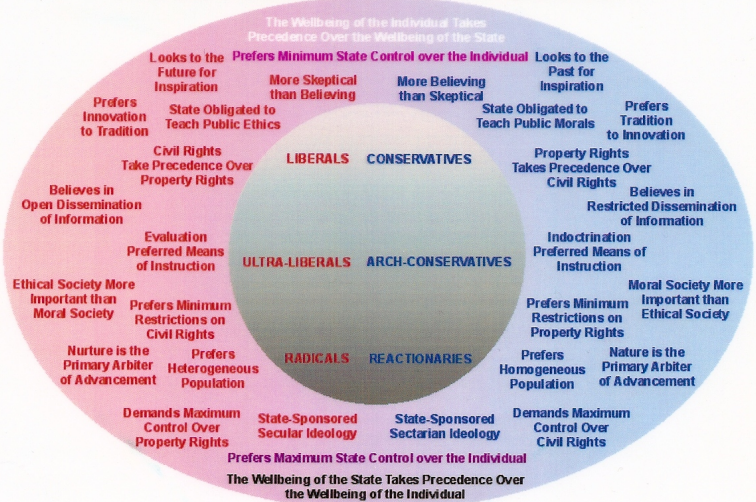 The Wellbeing of the Individual Takes
Precedence Over the Wellbeing of the State
Prefers Minimum State Control over the Individual
Looks to the
Future for
Inspiration
More Skeptical
than Believing
More Believing
than Skeptical
Looks to the
Past for
Inspiration
Prefers
Innovation
to Tradition
State Obligated to
Teach Public Ethics
State Obligated to
Teach Public Morals
Prefers
Tradition
to Innovation
Civil Rights
Take Precedence Over
Property Rights
LIBERALS
CONSERVATIVES
Property Rights
Takes Precedence Over
Civil Rights
Believes in
Open Dissemination
of Information
Believes in
Restricted Dissemination
of Information
Evaluation
Preferred Means
of Instruction
ULTRA-LIBERALS
ARCH-CONSERVATIVES
Indoctrination
Preferred Means of
Instruction
Ethical Society More
Important than
Moral Society
Prefers Minimum
Restrictions on
Civil Rights
Prefers Minimum
Restrictions on
Property Rights
Moral Society More
Important than
Ethical Society
Nurture is the
Primary Arbiter
of Advancement
Prefers
Heterogeneous
Population
RADICALS
REACTIONARIES
Prefers
Homogeneous
Population
Nature is the
Primary Arbiter
of Advancement
Demands Maximum
Control Over
Property Rights
State-Sponsored
Secular Ideology
State-Sponsored
Sectarian Ideology
Demands Maximum
Control Over
Civil Rights
Prefers Maximum State Control over the Individual
The Wellbeing of the State Takes Precedence Over
the Wellbeing of the Individual